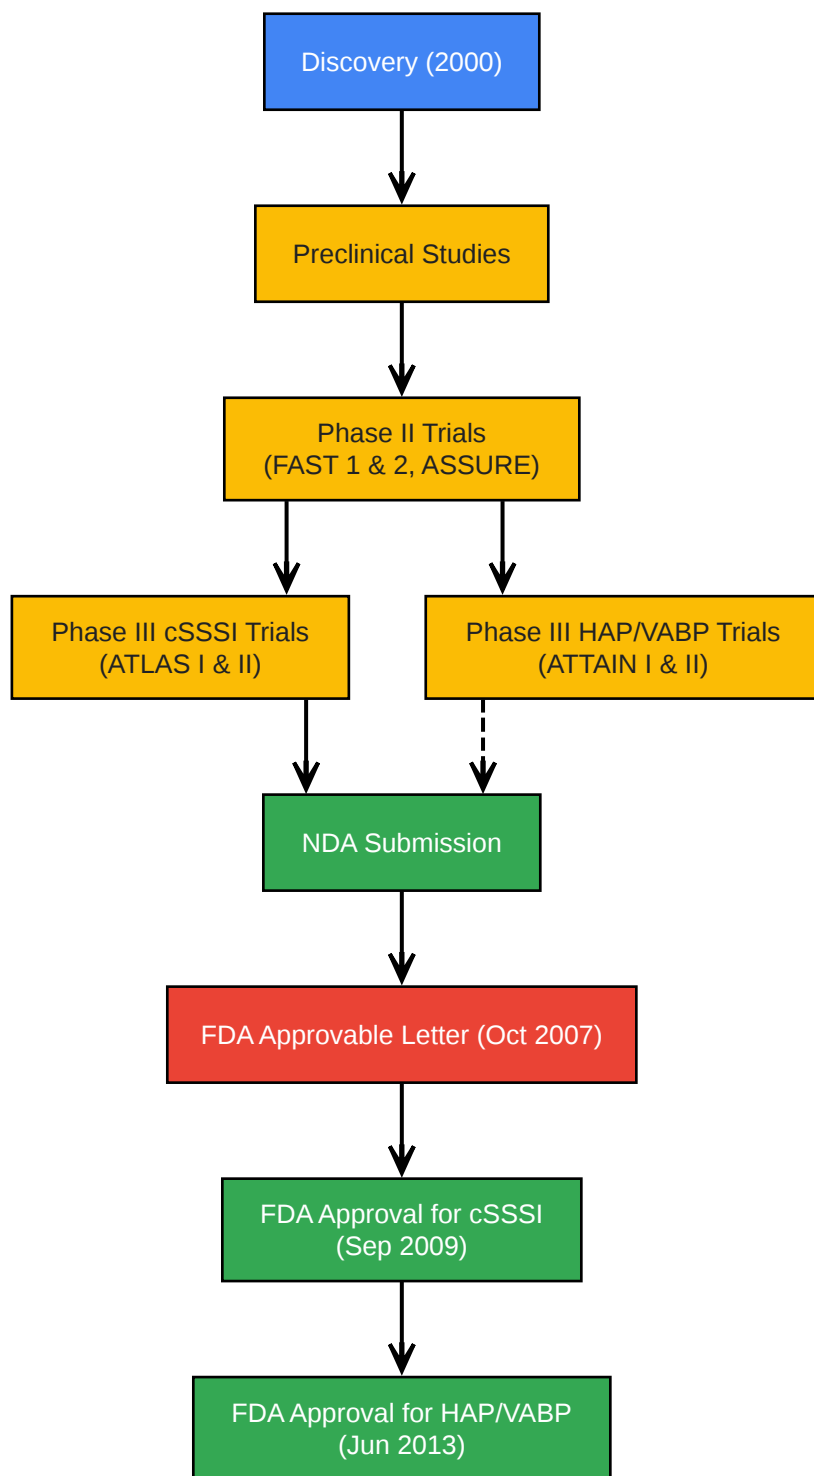 Discovery (2000)
Preclinical Studies
Phase II Trials
(FAST 1 & 2, ASSURE)
Phase III cSSSI Trials
(ATLAS I & II)
Phase III HAP/VABP Trials
(ATTAIN I & II)
NDA Submission
FDA Approvable Letter (Oct 2007)
FDA Approval for cSSSI
(Sep 2009)
FDA Approval for HAP/VABP
(Jun 2013)